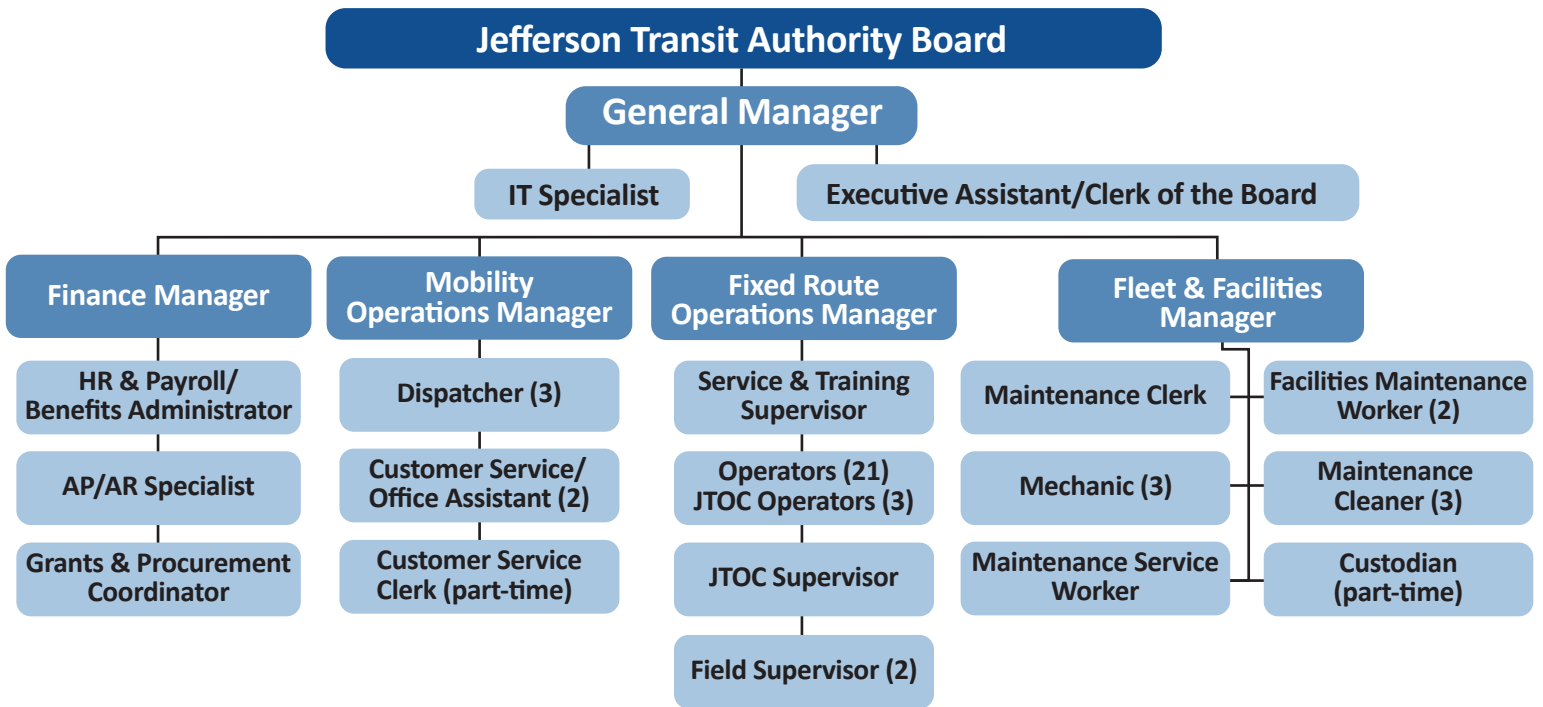 Jefferson Transit Authority Board
General Manager
IT Specialist
Executive Assistant/Clerk of the Board
Finance Manager
Mobility
Operations Manager
Fixed Route
Operations Manager
Fleet & Facilities
Manager
HR & Payroll/
Benefits Administrator
AP/AR Specialist
Grants & Procurement
Coordinator
Dispatcher (3)
Customer Service/
Office Assistant (2)
Customer Service
Clerk (part-time)
Service & Training
Supervisor
Operators (21)
JTOC Operators (3)
JTOC Supervisor
Field Supervisor (2)
Maintenance Clerk
Mechanic (3)
Maintenance Service
Worker
Facilities Maintenance
Worker (2)
Maintenance
Cleaner (3)
Custodian
(part-time)